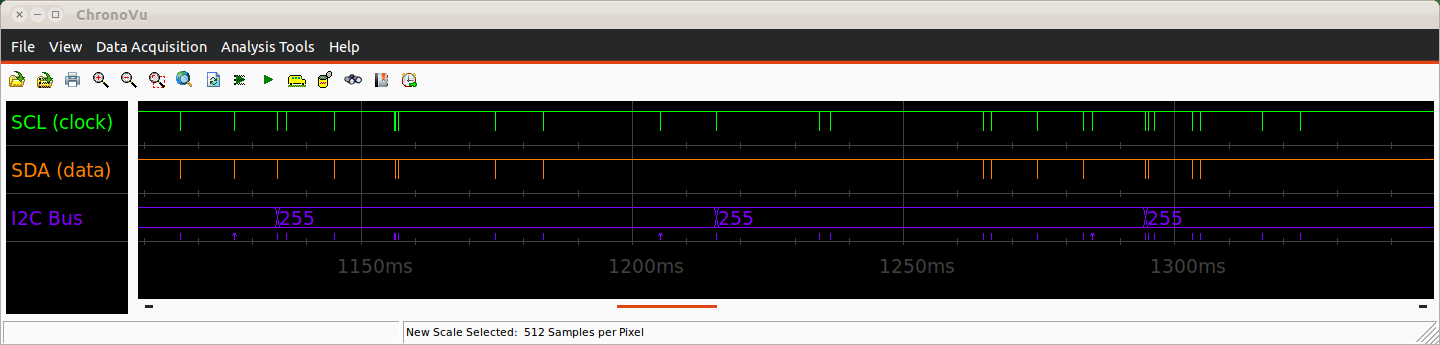 ChronoVu
File View Data Acquisition Analysis Tools Help
SCL (clock)
SDA (data)
I2C Bus 255 255 255
1150ms 1200ms 1250ms 1300ms
New Scale Selected: 512 Samples per Pixel